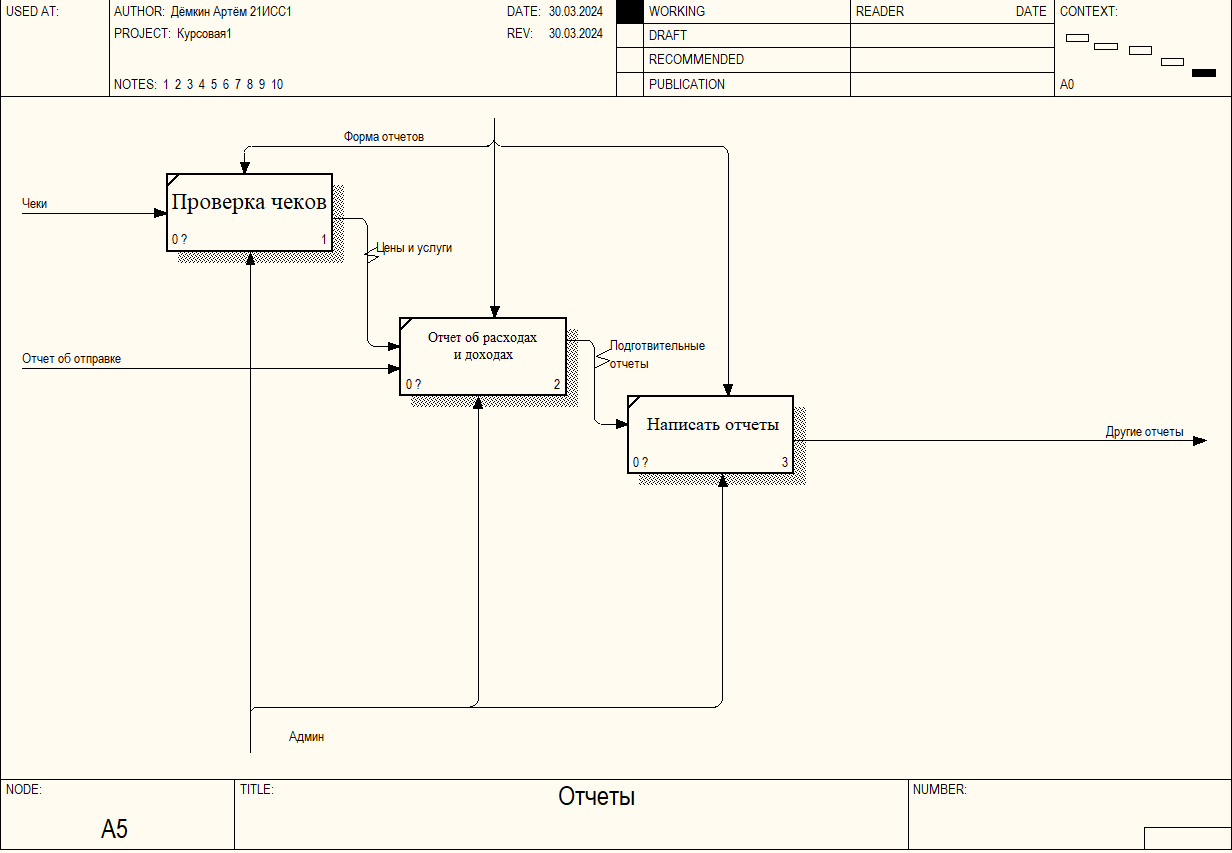 USED AT:
AUTHOR: Дёмкин Артём 21ИСС1
DATE: 30.03.2024
PROJECT: Курсовая1
REV: 30.03.2024
NOTES: 1 2 3 4 5 6 7 8 9 10
WORKING
DRAFT
RECOMMENDED
PUBLICATION
READER DATE
CONTEXT:
A0
Форма отчетов
Чеки
Проверка чеков
0 ? 1
Цены и услуги
Отчет об отправке
Отчет об расходах
и доходах
0 ? 2
Подготвительные
отчеты
Написать отчеты
0 ? 3
Другие отчеты
Админ
NODE:
A5
TITLE:
Отчеты
NUMBER: